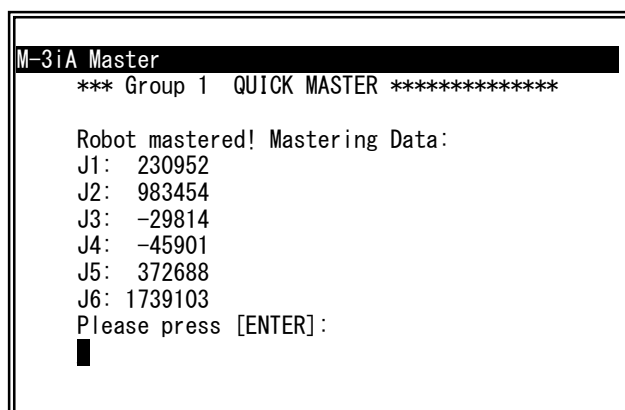 M-3iA Master
*** Group 1  QUICK MASTER **************
Robot mastered! Mastering Data:
J1:  230952
J2:  983454
J3:  -29814
J4:  -45901
J5:  372688
J6: 1739103
Please press [ENTER]: